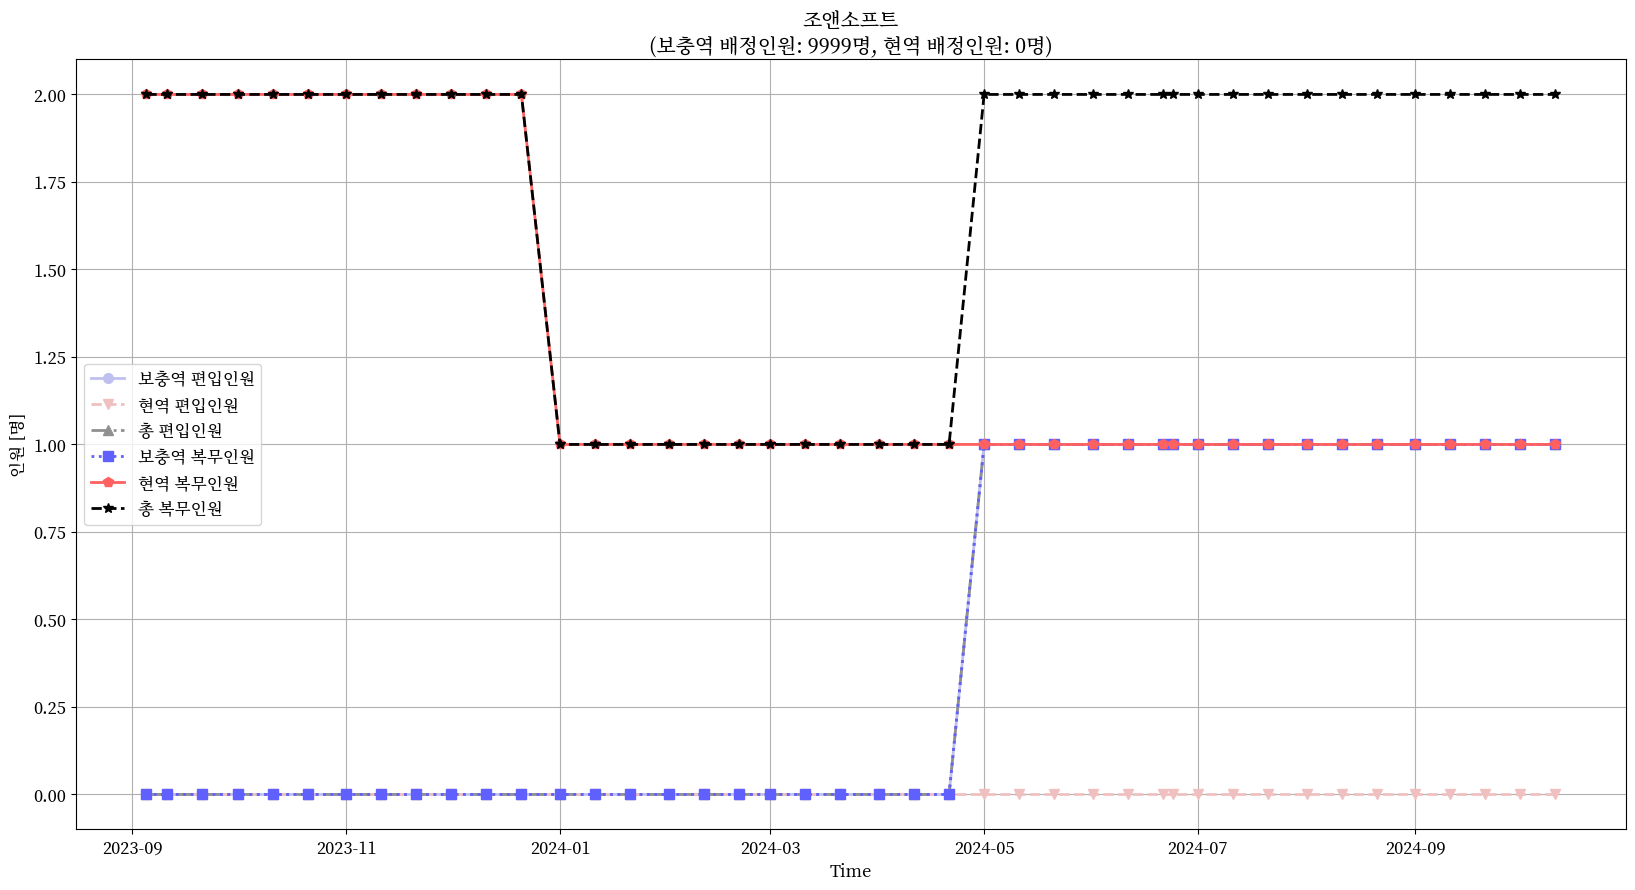 조앤소프트
(보충역 배정인원: 9999명, 현역 배정인원: 0명)
인원 [명]
2.00
1.75
1.50
1.25
1.00
0.75
0.50
0.25
0.00
보충역 편입인원
현역 편입인원
총 편입인원
보충역 복무인원
현역 복무인원
총 복무인원
2023-09
2023-11
2024-01
2024-03
2024-05
2024-07
2024-09
Time